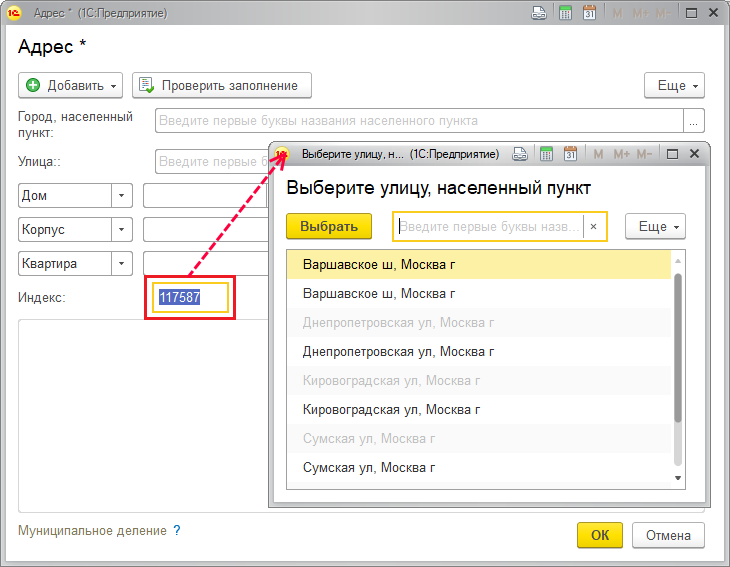 Адрес * (1С:Предприятие)
M M+ M−
Адрес *
Добавить
Проверить заполнение
Еще
Город, населенный пункт:
Введите первые буквы названия населенного пункта
...
Улица::
Введите первые бу
Дом
Корпус
Квартира
Индекс:
117587
Выберите улицу, н... (1С:Предприятие)
M M+ M−
Выберите улицу, населенный пункт
Выбрать
Введите первые буквы назв...
×
Еще
Варшавское ш, Москва г
Варшавское ш, Москва г
Днепропетровская ул, Москва г
Днепропетровская ул, Москва г
Кировоградская ул, Москва г
Кировоградская ул, Москва г
Сумская ул, Москва г
Сумская ул, Москва г
Муниципальное деление ?
ОК
Отмена